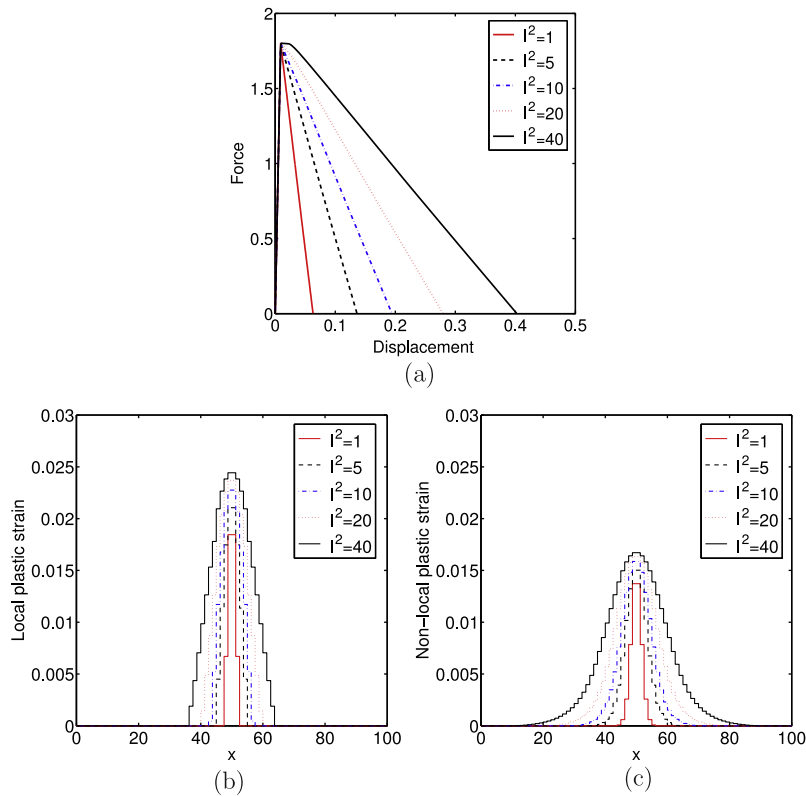 2
1.5
1
0.5
0
Force
0 0.1 0.2 0.3 0.4 0.5
Displacement
l²=1
l²=5
l²=10
l²=20
l²=40
(a)
0.03
0.025
0.02
0.015
0.01
0.005
0
Local plastic strain
0 20 40 60 80 100
x
l²=1
l²=5
l²=10
l²=20
l²=40
(b)
0.03
0.025
0.02
0.015
0.01
0.005
0
Non-local plastic strain
0 20 40 60 80 100
x
l²=1
l²=5
l²=10
l²=20
l²=40
(c)